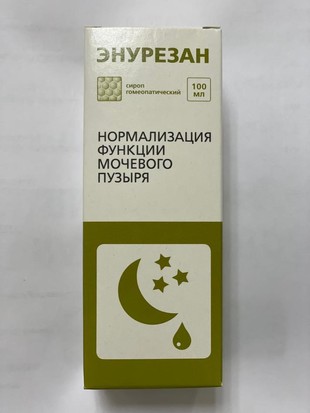 ЭНУРЕЗАН
сироп
гомеопатический
100
мл
НОРМАЛИЗАЦИЯ
ФУНКЦИИ
МОЧЕВОГО
ПУЗЫРЯ